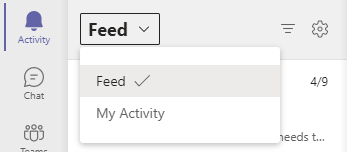 Activity
Feed
Feed
4/9
My Activity
Chat
needs t...
Teams